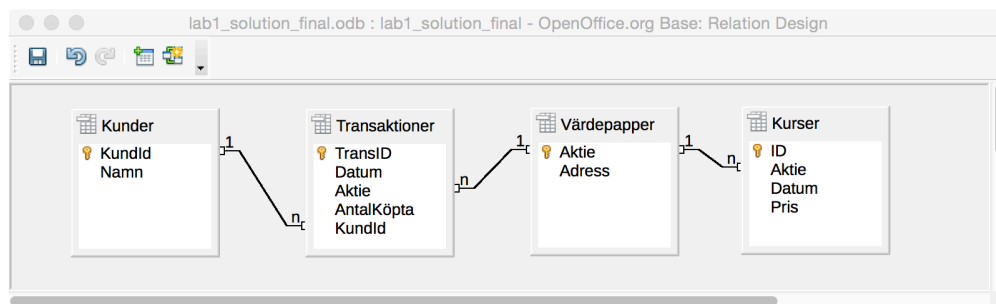 lab1_solution_final.odb : lab1_solution_final - OpenOffice.org Base: Relation Design
Kunder
KundId
Namn
1
n
Transaktioner
TransID
Datum
Aktie
AntalKöpta
KundId
n
1
Värdepapper
Aktie
Adress
1
n
Kurser
ID
Aktie
Datum
Pris